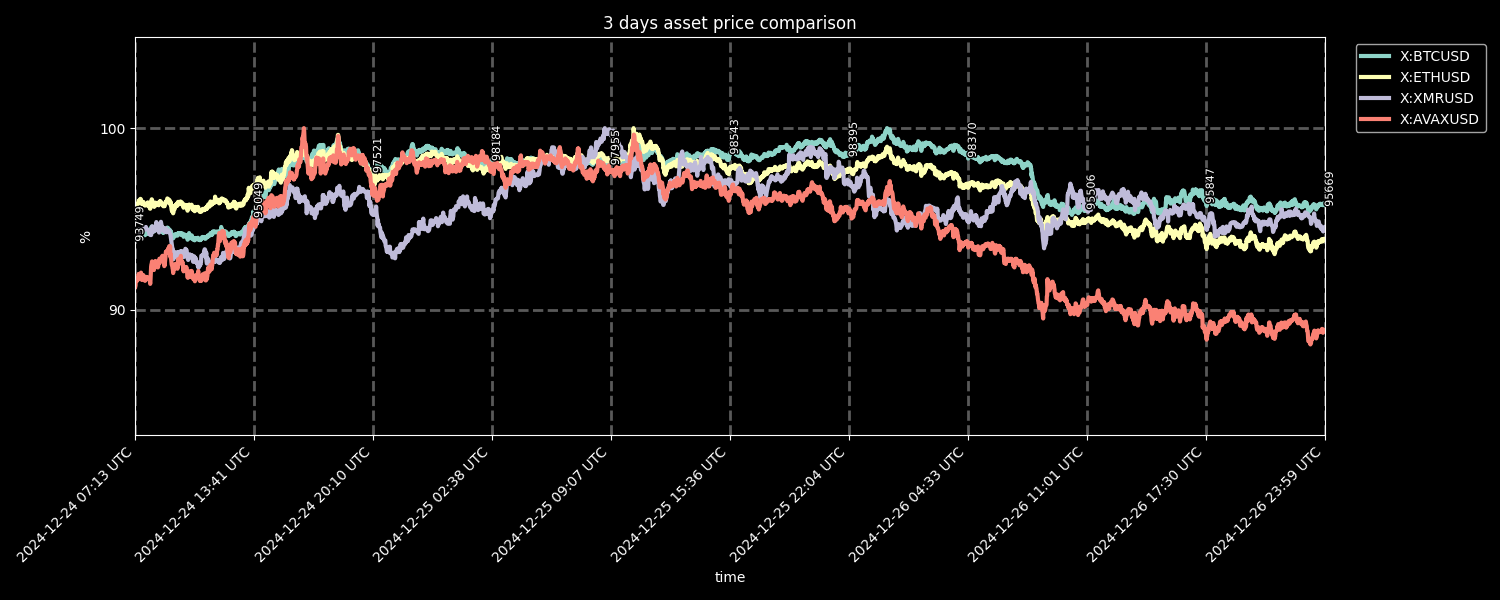 3 days asset price comparison
X:BTCUSD
X:ETHUSD
X:XMRUSD
X:AVAXUSD
100
90
%
93749
95049
97521
98184
97955
98543
98395
98370
95506
95847
95669
2024-12-24 07:13 UTC
2024-12-24 13:41 UTC
2024-12-24 20:10 UTC
2024-12-25 02:38 UTC
2024-12-25 09:07 UTC
2024-12-25 15:36 UTC
2024-12-25 22:04 UTC
2024-12-26 04:33 UTC
2024-12-26 11:01 UTC
2024-12-26 17:30 UTC
2024-12-26 23:59 UTC
time